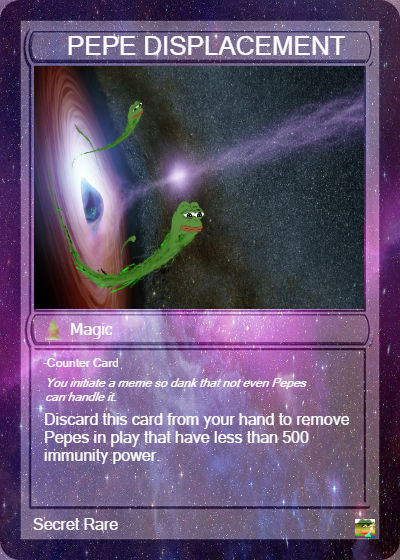 PEPE DISPLACEMENT
Magic
-Counter Card
You initiate a meme so dank that not even Pepes
can handle it.
Discard this card from your hand to remove
Pepes in play that have less than 500
immunity power.
Secret Rare